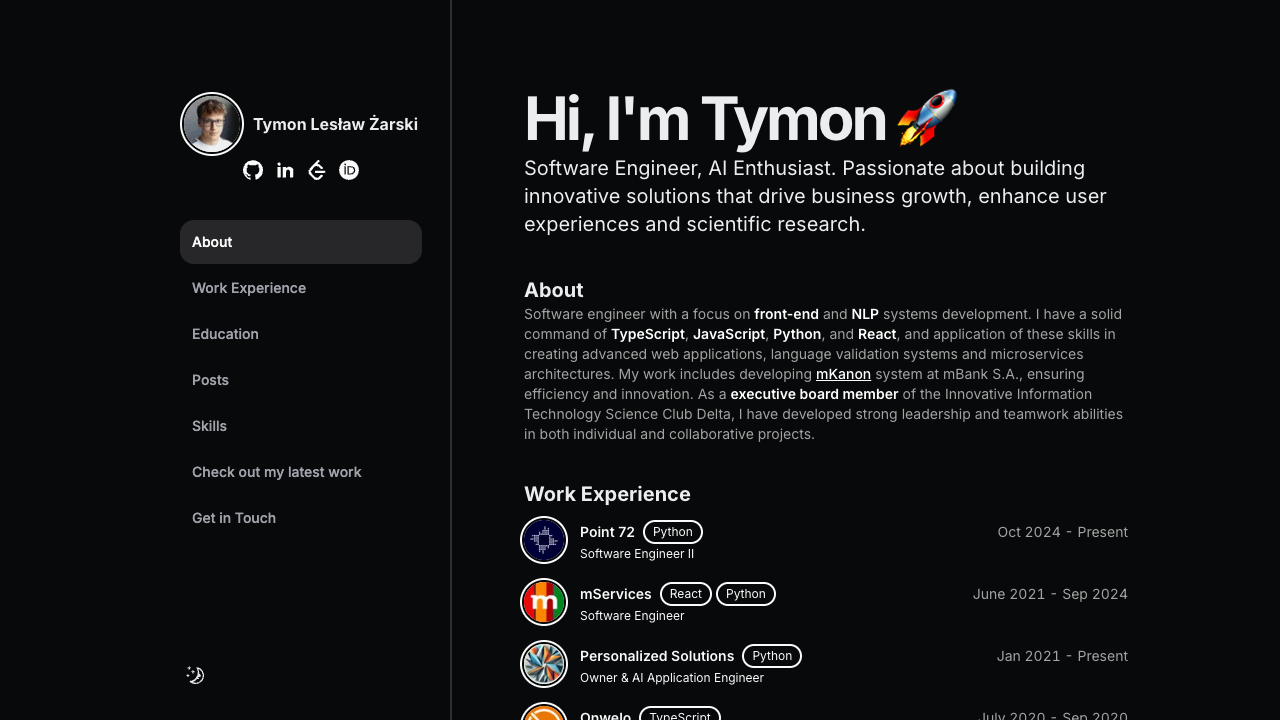 Tymon Lesław Żarski
in
iD
About
Work Experience
Education
Posts
Skills
Check out my latest work
Get in Touch
Hi, I'm Tymon 🚀
Software Engineer, AI Enthusiast. Passionate about building
innovative solutions that drive business growth, enhance user
experiences and scientific research.
About
Software engineer with a focus on front-end and NLP systems development. I have a solid
command of TypeScript, JavaScript, Python, and React, and application of these skills in
creating advanced web applications, language validation systems and microservices
architectures. My work includes developing mKanon system at mBank S.A., ensuring
efficiency and innovation. As a executive board member of the Innovative Information
Technology Science Club Delta, I have developed strong leadership and teamwork abilities
in both individual and collaborative projects.
Work Experience
Point 72 Python Oct 2024 - Present
Software Engineer II
m
mServices React Python June 2021 - Sep 2024
Software Engineer
Personalized Solutions Python Jan 2021 - Present
Owner & AI Application Engineer
Onwelo TypeScript July 2020 - Sep 2020